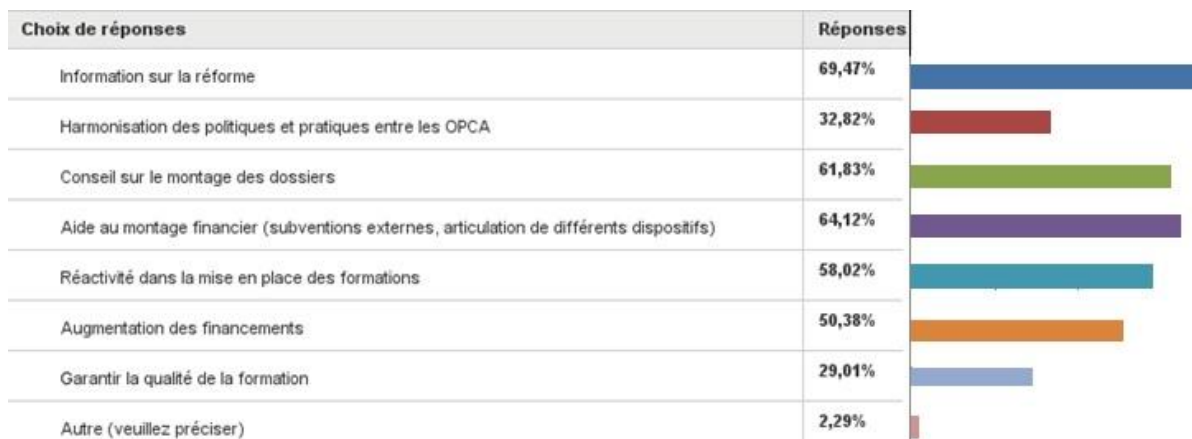 Choix de réponses Réponses
Information sur la réforme 69,47%
Harmonisation des politiques et pratiques entre les OPCA 32,82%
Conseil sur le montage des dossiers 61,83%
Aide au montage financier (subventions externes, articulation de différents dispositifs) 64,12%
Réactivité dans la mise en place des formations 58,02%
Augmentation des financements 50,38%
Garantir la qualité de la formation 29,01%
Autre (veuillez préciser) 2,29%